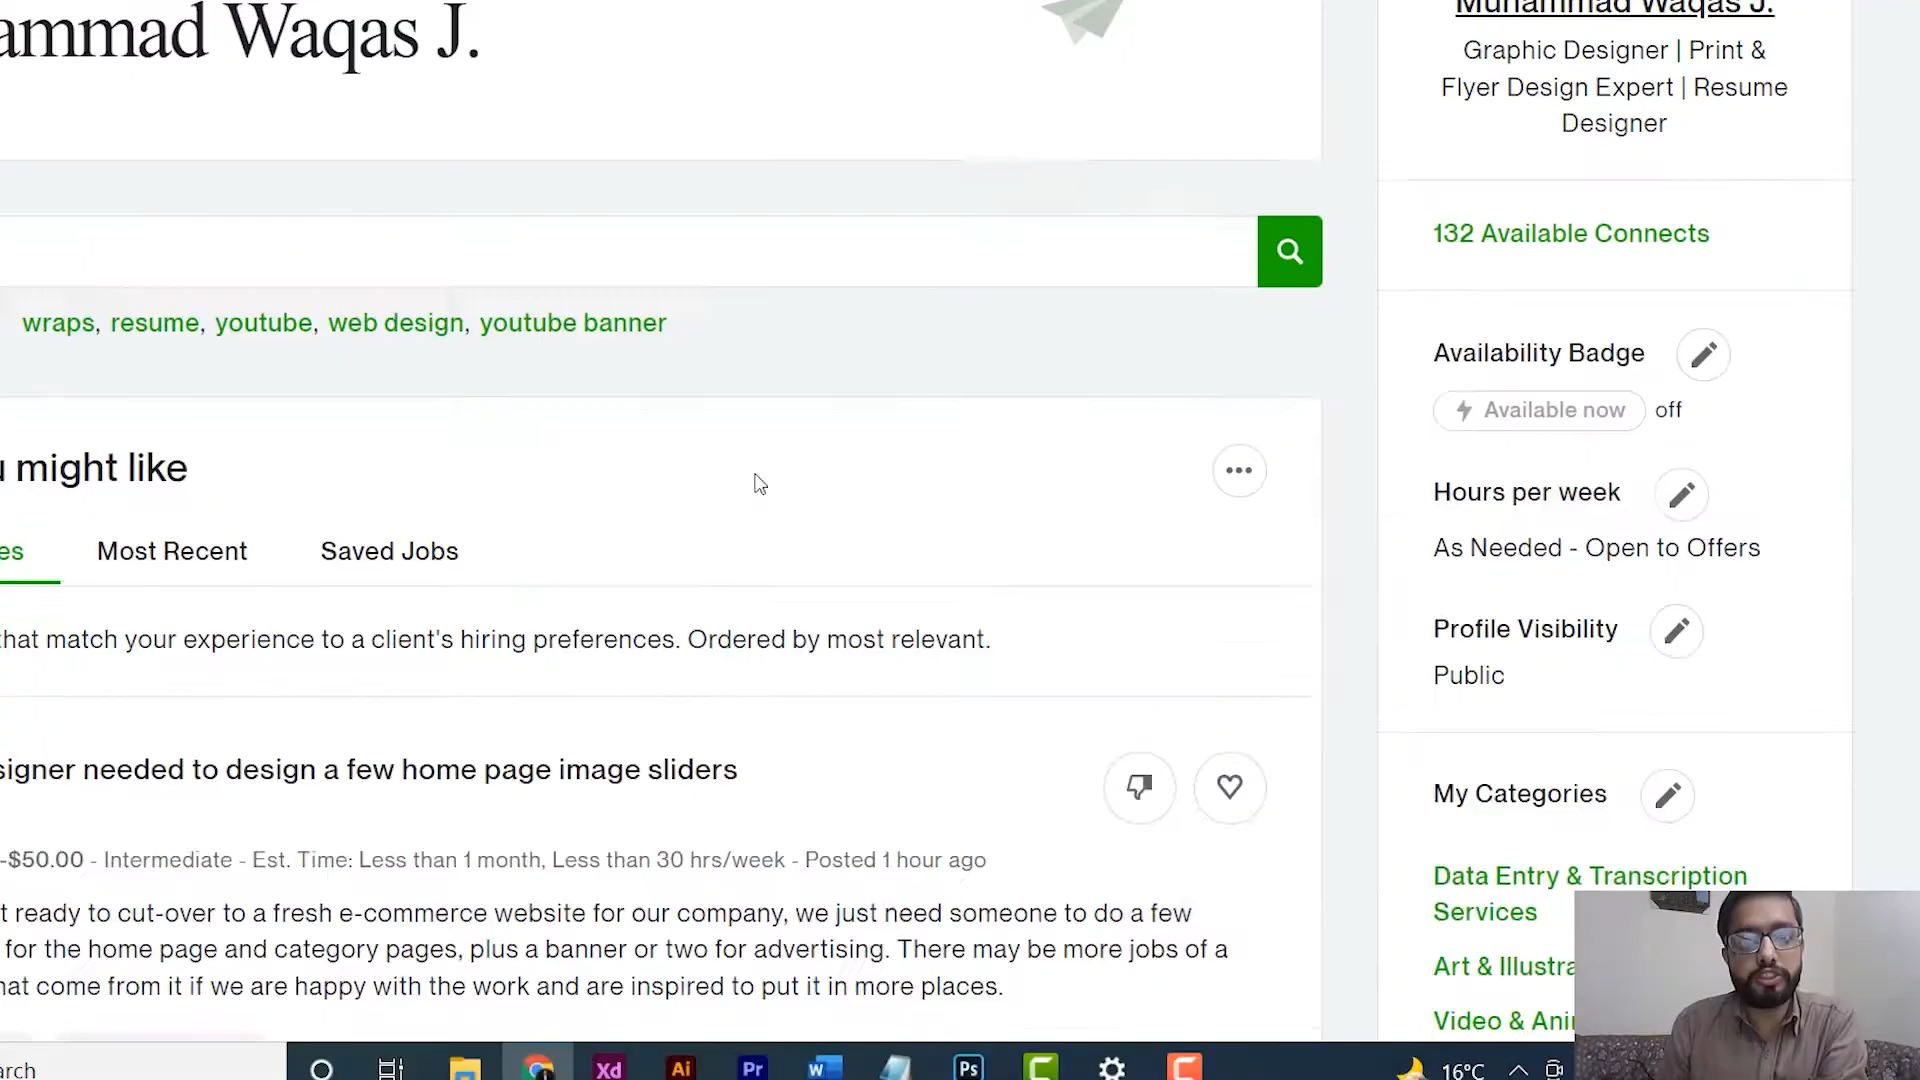 ammad Waqas J.
Muhammad Waqas J.
Graphic Designer | Print &
Flyer Design Expert | Resume
Designer
132 Available Connects
wraps, resume, youtube, web design, youtube banner
Availability Badge
Available now off
Hours per week
As Needed - Open to Offers
Profile Visibility
Public
My Categories
Data Entry & Transcription
Services
Art & Illustra
Video & Ani
u might like
es Most Recent Saved Jobs
that match your experience to a client's hiring preferences. Ordered by most relevant.
signer needed to design a few home page image sliders
-$50.00 - Intermediate - Est. Time: Less than 1 month, Less than 30 hrs/week - Posted 1 hour ago
t ready to cut-over to a fresh e-commerce website for our company, we just need someone to do a few
for the home page and category pages, plus a banner or two for advertising. There may be more jobs of a
hat come from it if we are happy with the work and are inspired to put it in more places.
arch
Xd Ai Pr W Ps
16°C